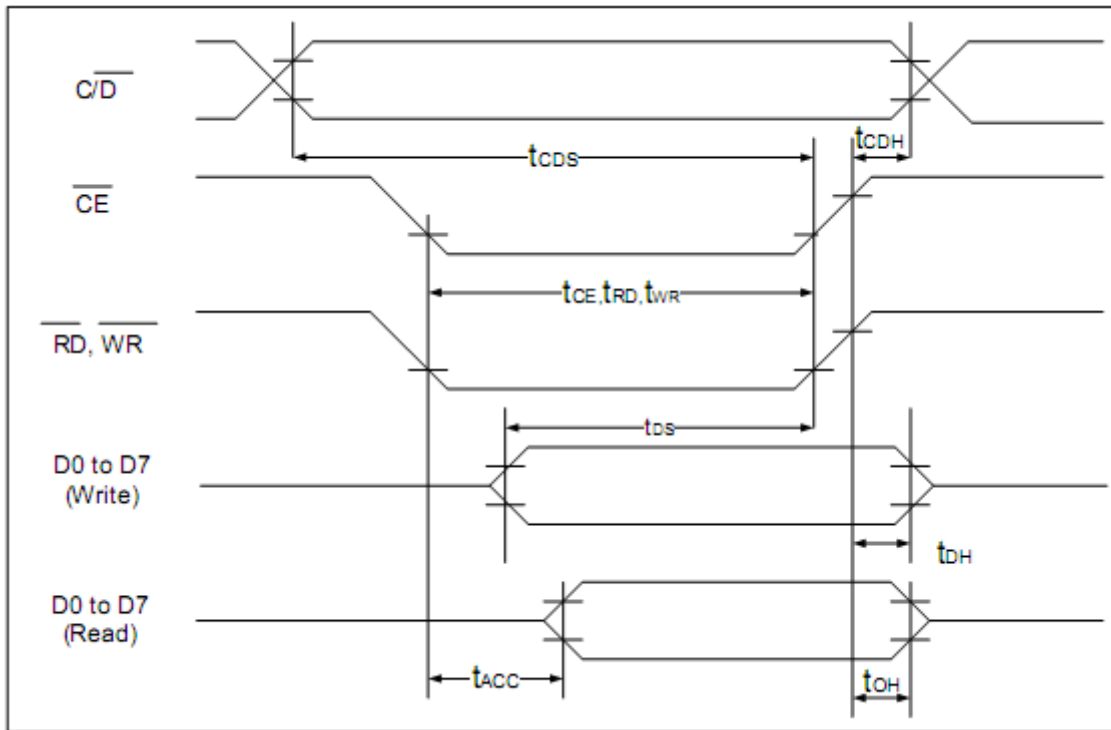 C/D
tCDH
tCDS
CE
tCE,tRD,tWR
RD, WR
tDS
D0 to D7
(Write)
tDH
D0 to D7
(Read)
tACC
tOH